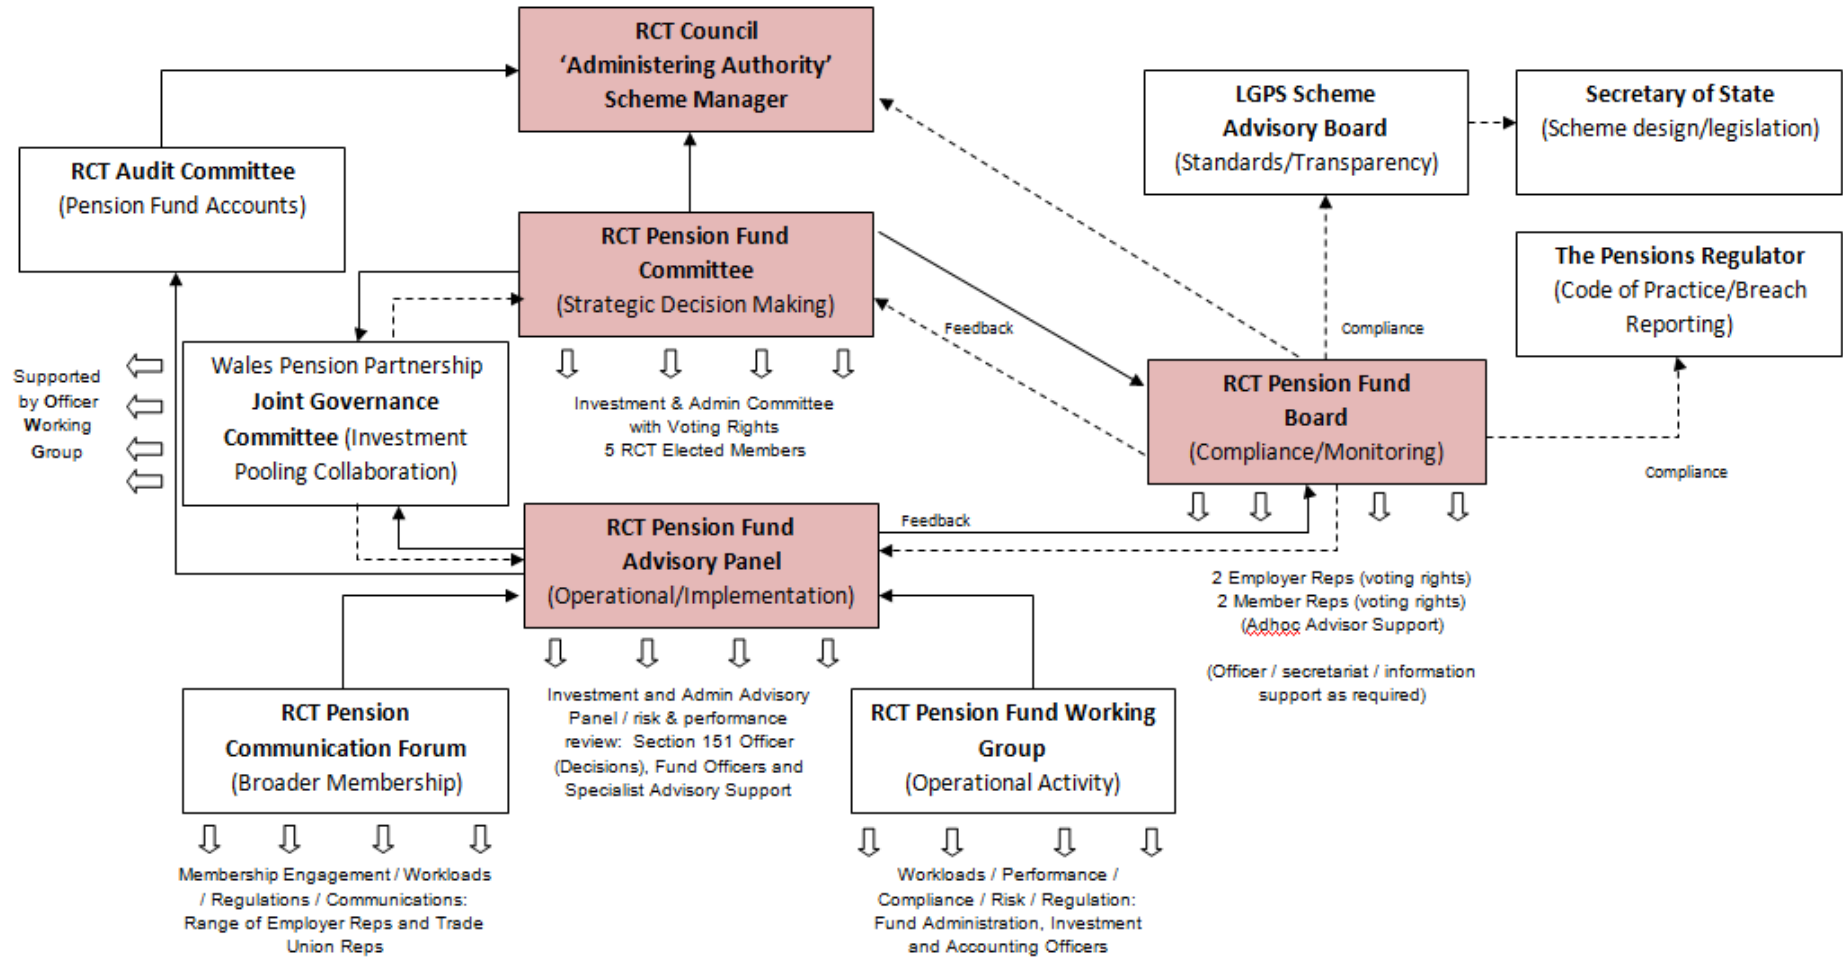 RCT Council
‘Administering Authority’
Scheme Manager
LGPS Scheme
Advisory Board
(Standards/Transparency)
Secretary of State
(Scheme design/legislation)
RCT Audit Committee
(Pension Fund Accounts)
RCT Pension Fund
Committee
(Strategic Decision Making)
The Pensions Regulator
(Code of Practice/Breach
Reporting)
Feedback
Compliance
Supported
by Officer
Working
Group
Wales Pension Partnership
Joint Governance
Committee (Investment
Pooling Collaboration)
Investment & Admin Committee
with Voting Rights
5 RCT Elected Members
RCT Pension Fund
Board
(Compliance/Monitoring)
Compliance
RCT Pension Fund
Advisory Panel
(Operational/Implementation)
Feedback
2 Employer Reps (voting rights)
2 Member Reps (voting rights)
(Adhoc Advisor Support)
(Officer / secretariat / information
support as required)
RCT Pension
Communication Forum
(Broader Membership)
Investment and Admin Advisory
Panel / risk & performance
review: Section 151 Officer
(Decisions), Fund Officers and
Specialist Advisory Support
RCT Pension Fund Working
Group
(Operational Activity)
Membership Engagement / Workloads
/ Regulations / Communications:
Range of Employer Reps and Trade
Union Reps
Workloads / Performance /
Compliance / Risk / Regulation:
Fund Administration, Investment
and Accounting Officers